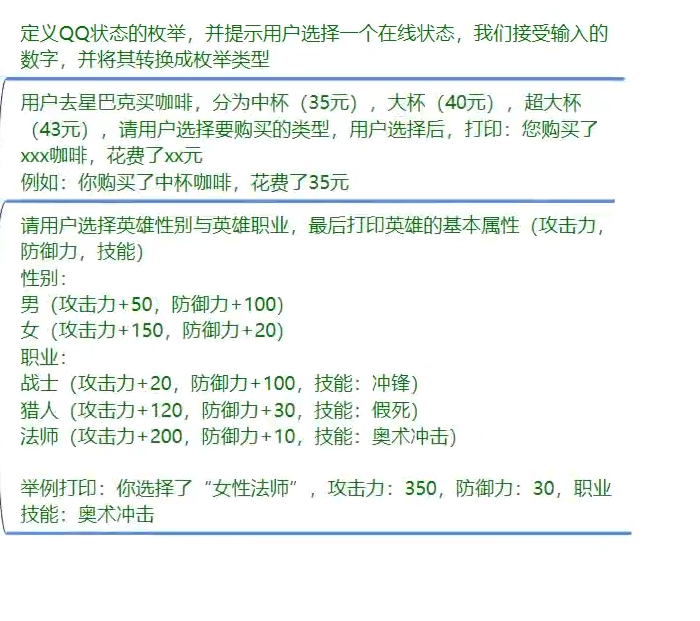 定义QQ状态的枚举，并提示用户选择一个在线状态，我们接受输入的
数字，并将其转换成枚举类型
用户去星巴克买咖啡，分为中杯（35元），大杯（40元），超大杯
（43元），请用户选择要购买的类型，用户选择后，打印：您购买了
xxx咖啡，花费了xx元
例如：你购买了中杯咖啡，花费了35元
请用户选择英雄性别与英雄职业，最后打印英雄的基本属性（攻击力，
防御力，技能）
性别：
男（攻击力+50，防御力+100）
女（攻击力+150，防御力+20）
职业：
战士（攻击力+20，防御力+100，技能：冲锋）
猎人（攻击力+120，防御力+30，技能：假死）
法师（攻击力+200，防御力+10，技能：奥术冲击）
举例打印：你选择了“女性法师”，攻击力：350，防御力：30，职业
技能：奥术冲击